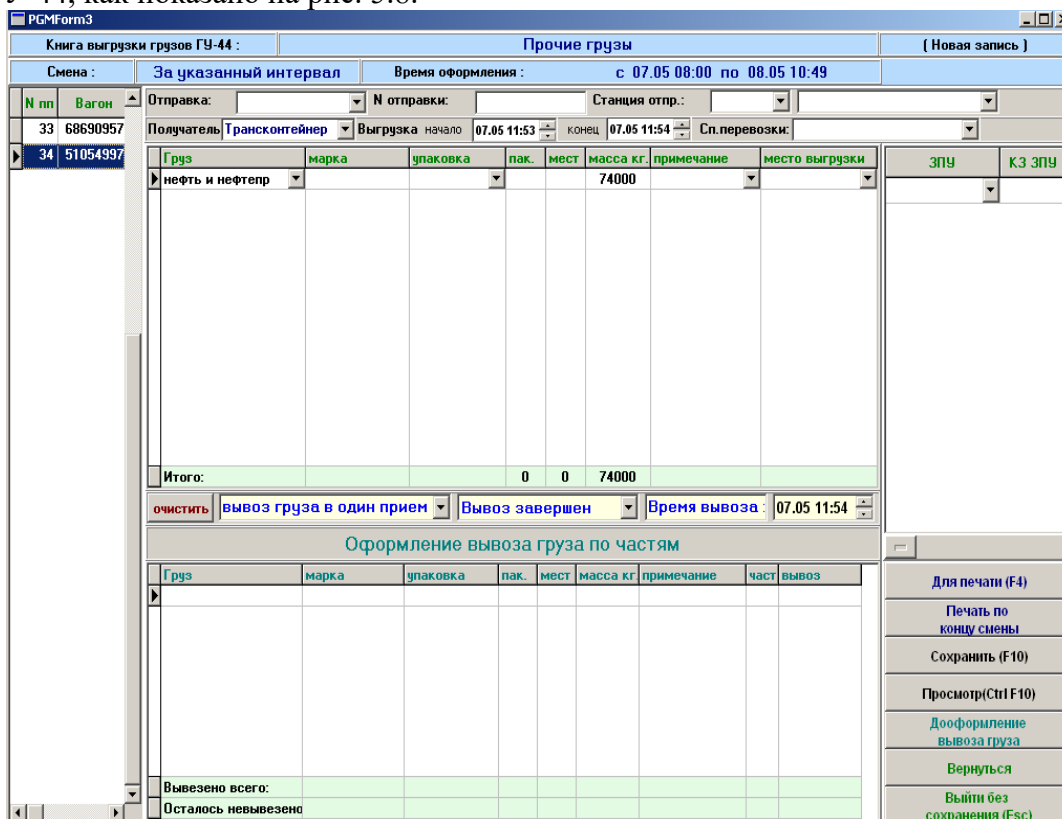 У-44, как показано на рис. 3.8.
PGMForm3
Книга выгрузки грузов ГУ-44 : Прочие грузы ( Новая запись )
Смена : За указанный интервал Время оформления : с 07.05 08:00 по 08.05 10:49
N пп Вагон Отправка: N отправки: Станция отпр.:
33 68690957 Получатель Трансконтейнер Выгрузка начало 07.05 11:53 конец 07.05 11:54 Сп.перевозки:
34 51054997 Груз марка упаковка пак. мест масса кг. примечание место выгрузки ЗПУ КЗ ЗПУ
нефть и нефтепр 74000
Итого: 0 0 74000
очистить вывоз груза в один прием Вывоз завершен Время вывоза : 07.05 11:54
Оформление вывоза груза по частям
Груз марка упаковка пак. мест масса кг. примечание част вывоз
Для печати (F4)
Печать по
концу смены
Сохранить (F10)
Просмотр(Ctrl F10)
Дооформление
вывоза груза
Вернуться
Вывезено всего:
Осталось невывезено
Выйти без
сохранения (Esc)